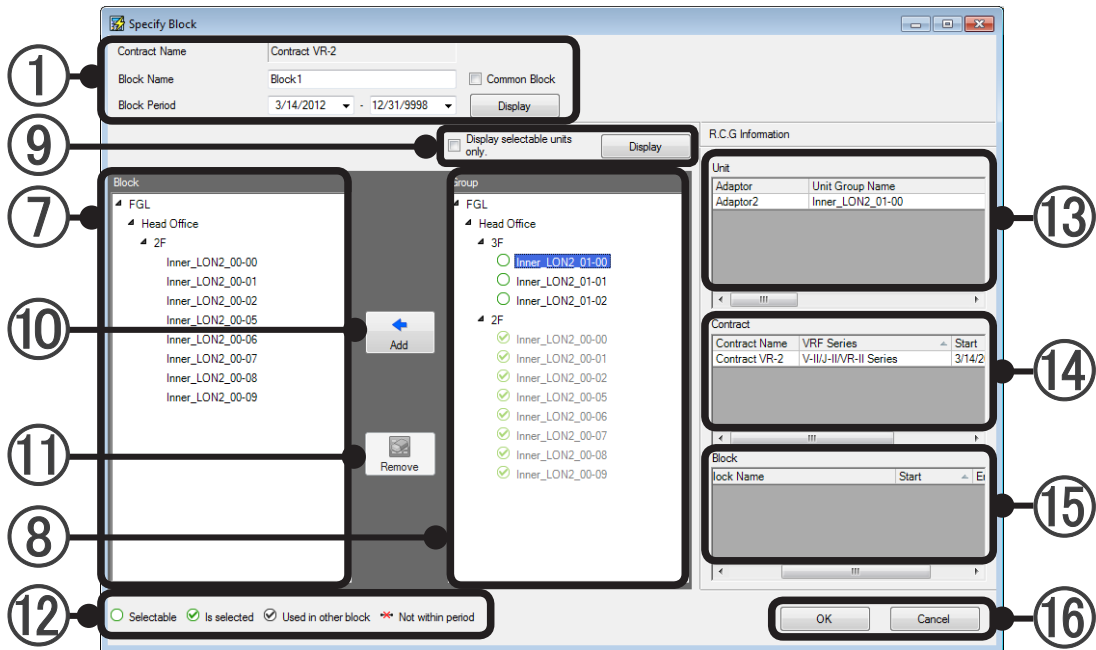 Specify Block
① Contract Name Contract VR-2
Block Name Block1 Common Block
Block Period 3/14/2012 - 12/31/9998 Display
⑨ Display selectable units only. Display
R.C.G Information
⑦ Block
FGL
Head Office
2F
Inner_LON2_00-00
Inner_LON2_00-01
Inner_LON2_00-02
Inner_LON2_00-05
Inner_LON2_00-06
Inner_LON2_00-07
Inner_LON2_00-08
Inner_LON2_00-09
⑩ Add
⑪ Remove
⑧ Group
FGL
Head Office
3F
Inner_LON2_01-00
Inner_LON2_01-01
Inner_LON2_01-02
2F
Inner_LON2_00-00
Inner_LON2_00-01
Inner_LON2_00-02
Inner_LON2_00-05
Inner_LON2_00-06
Inner_LON2_00-07
Inner_LON2_00-08
Inner_LON2_00-09
⑬ Unit
Adaptor Unit Group Name
Adaptor2 Inner_LON2_01-00
⑭ Contract
Contract Name VRF Series Start
Contract VR-2 V-II/J-II/VR-II Series 3/14/20
⑮ Block
lock Name Start
⑫ Selectable Is selected Used in other block Not within period
⑯ OK Cancel